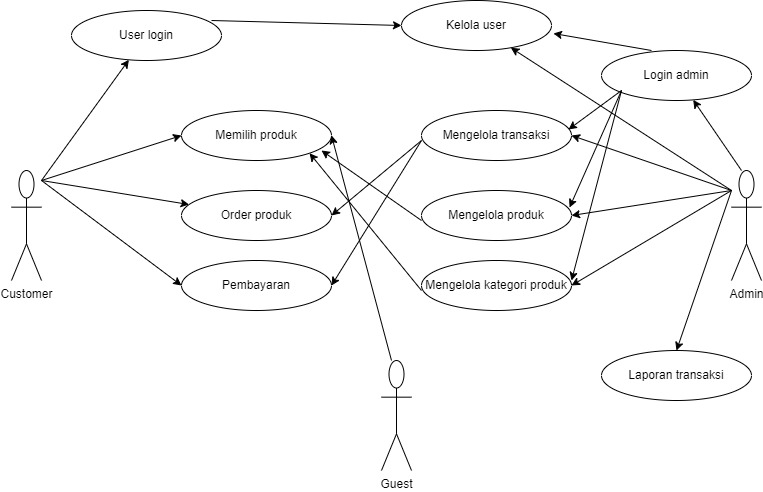 User login
Kelola user
Login admin
Memilih produk
Mengelola transaksi
Order produk
Mengelola produk
Customer
Pembayaran
Mengelola kategori produk
Admin
Laporan transaksi
Guest